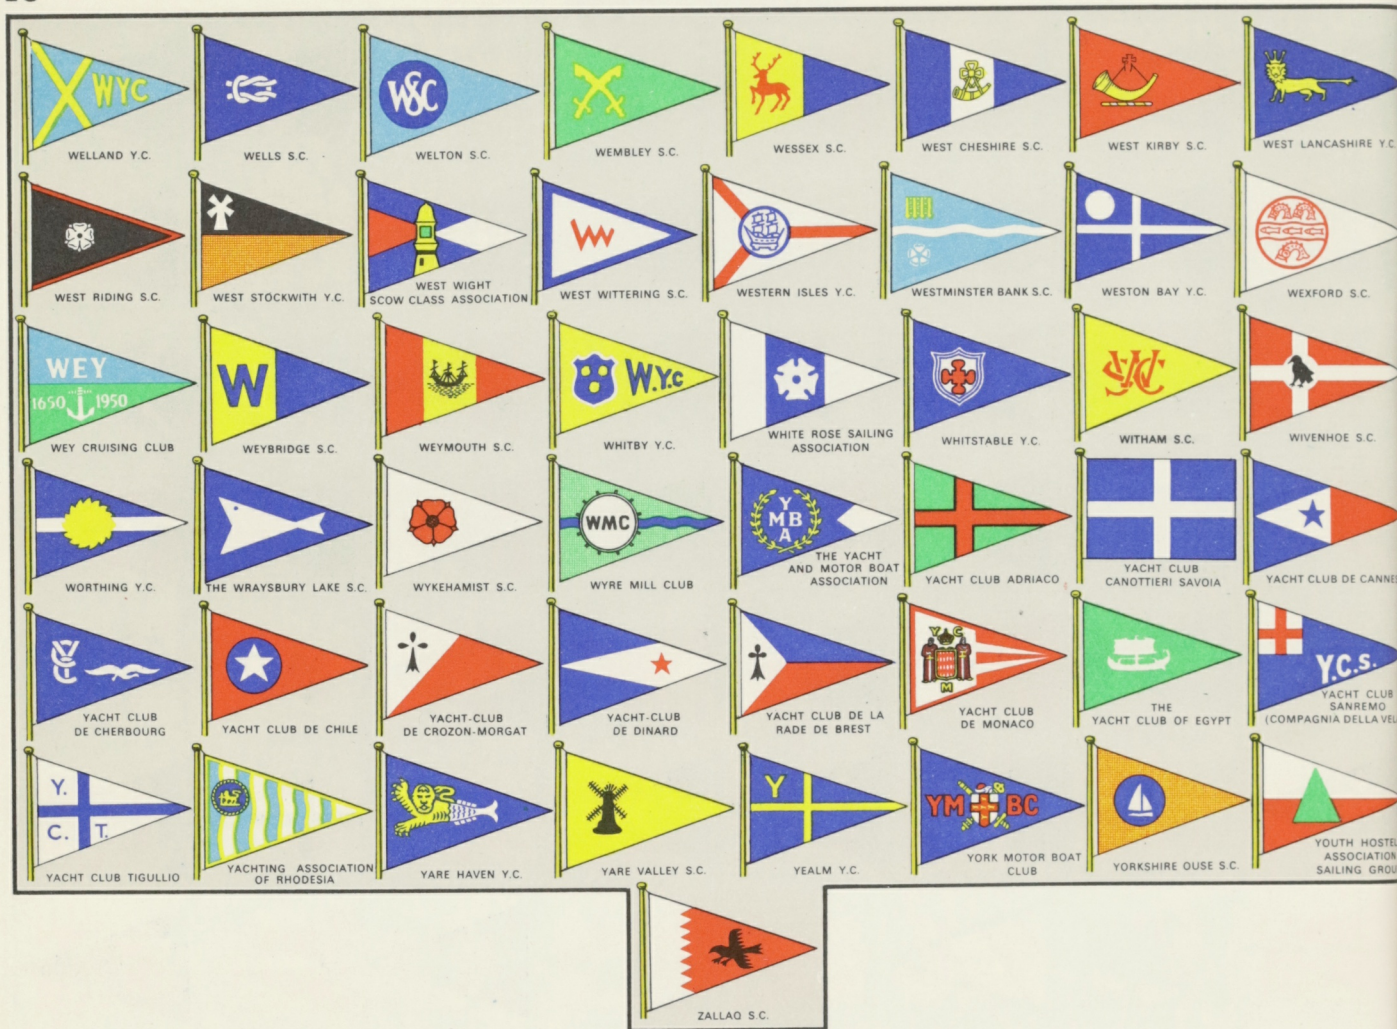 WYC
WELLAND Y.C.
WELLS S.C.
WSC
WELTON S.C.
WEMBLEY S.C.
WESSEX S.C.
WEST CHESHIRE S.C.
WEST KIRBY S.C.
WEST LANCASHIRE Y.C.
WEST RIDING S.C.
WEST STOCKWITH Y.C.
WEST WIGHT
SCOW CLASS ASSOCIATION
W
WEST WITTERING S.C.
WESTERN ISLES Y.C.
WESTMINSTER BANK S.C.
WESTON BAY Y.C.
WEXFORD S.C.
WEY
1650 1950
WEY CRUISING CLUB
W
WEYBRIDGE S.C.
WEYMOUTH S.C.
W.Y.C
WHITBY Y.C.
WHITE ROSE SAILING
ASSOCIATION
WHITSTABLE Y.C.
WITHAM S.C.
WIVENHOE S.C.
WORTHING Y.C.
THE WRAYSBURY LAKE S.C.
WYKEHAMIST S.C.
WMC
WYRE MILL CLUB
Y
MBA
THE YACHT
AND MOTOR BOAT
ASSOCIATION
YACHT CLUB ADRIACO
YACHT CLUB
CANOTTIERI SAVOIA
YACHT CLUB DE CANNE
YACHT CLUB
DE CHERBOURG
YACHT CLUB DE CHILE
YACHT-CLUB
DE CROZON-MORGAT
YACHT-CLUB
DE DINARD
YACHT CLUB DE LA
RADE DE BREST
Y C
M
YACHT CLUB
DE MONACO
THE
YACHT CLUB OF EGYPT
Y.C.S.
YACHT CLUB
SANREMO
(COMPAGNIA DELLA VEL
Y.
C. T.
YACHT CLUB TIGULLIO
YACHTING ASSOCIATION
OF RHODESIA
YARE HAVEN Y.C.
YARE VALLEY S.C.
Y
YEALM Y.C.
YM BC
YORK MOTOR BOAT
CLUB
YORKSHIRE OUSE S.C.
YOUTH HOSTEL
ASSOCIATION
SAILING GROU
ZALLAQ S.C.